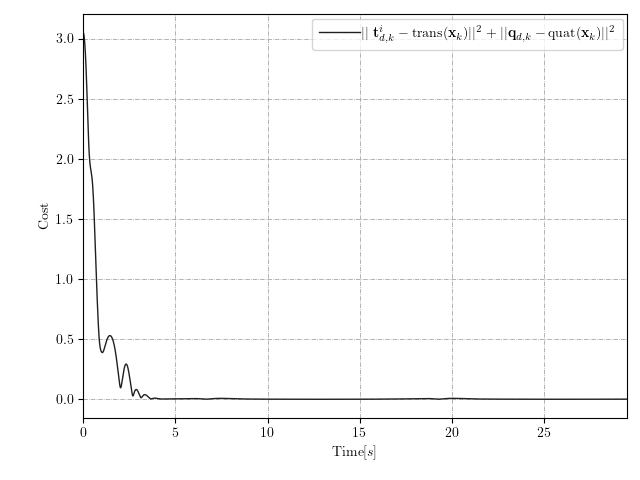 || t^i_{d,k} − trans(x_k)||^2 + ||q_{d,k} − quat(x_k)||^2
3.0
2.5
2.0
1.5
1.0
0.5
0.0
Cost
0 5 10 15 20 25
Time[s]